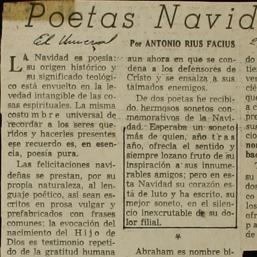 Poetas Navid
El Universal
Por ANTONIO RIUS FACIUS
LA Navidad es poesía:
su origen histórico y
su significado teológi-
co está envuelto en la le-
vedad intangible de las co-
sas espirituales. La misma
costumbre universal de
recordar a los seres que-
ridos y hacerles presentes
ese recuerdo es, en esen-
cia, poesía pura.
Las felicitaciones navi-
deñas se prestan, por su
propia naturaleza, al len-
guaje poético, así sean es-
critos en prosa vulgar y
prefabricados con frases
comunes; la evocación del
nacimiento del Hijo de
Dios es testimonio repeti-
do de la gratitud humana
aun ahora en que se con-
dena a los defensores de
Cristo y se ensalza a sus
taimados enemigos.
De dos poetas he recibi-
do hermosos sonetos con-
memorativos de la Navi-
dad. Esperaba un soneto
más de quien, año tras
año, ofrecía el sentido y
siempre lozano fruto de su
inspiración a sus innume-
rables amigos; pero en es-
ta Navidad su corazón es-
tá de luto y ha escrito, su
mejor soneto, en el silen-
cio inexcrutable de su do-
lor filial.
*
Abraham es nombre bí-